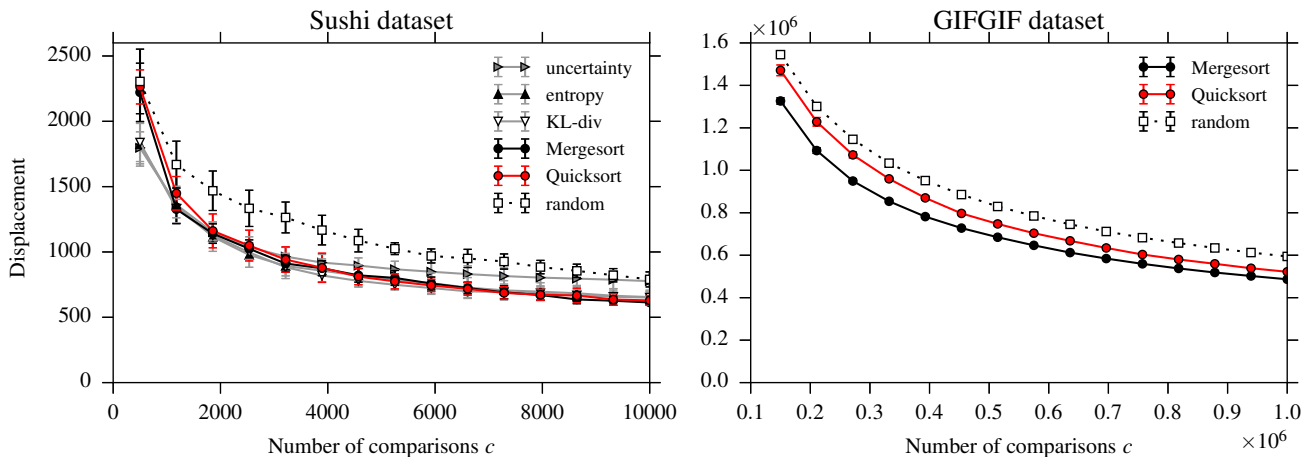 Sushi dataset
2500
2000
1500
1000
500
0
Displacement
uncertainty
entropy
KL-div
Mergesort
Quicksort
random
0 2000 4000 6000 8000 10000
Number of comparisons c
GIFGIF dataset
×10⁶
1.6
1.4
1.2
1.0
0.8
0.6
0.4
0.2
0.0
Mergesort
Quicksort
random
0.1 0.2 0.3 0.4 0.5 0.6 0.7 0.8 0.9 1.0
Number of comparisons c
×10⁶